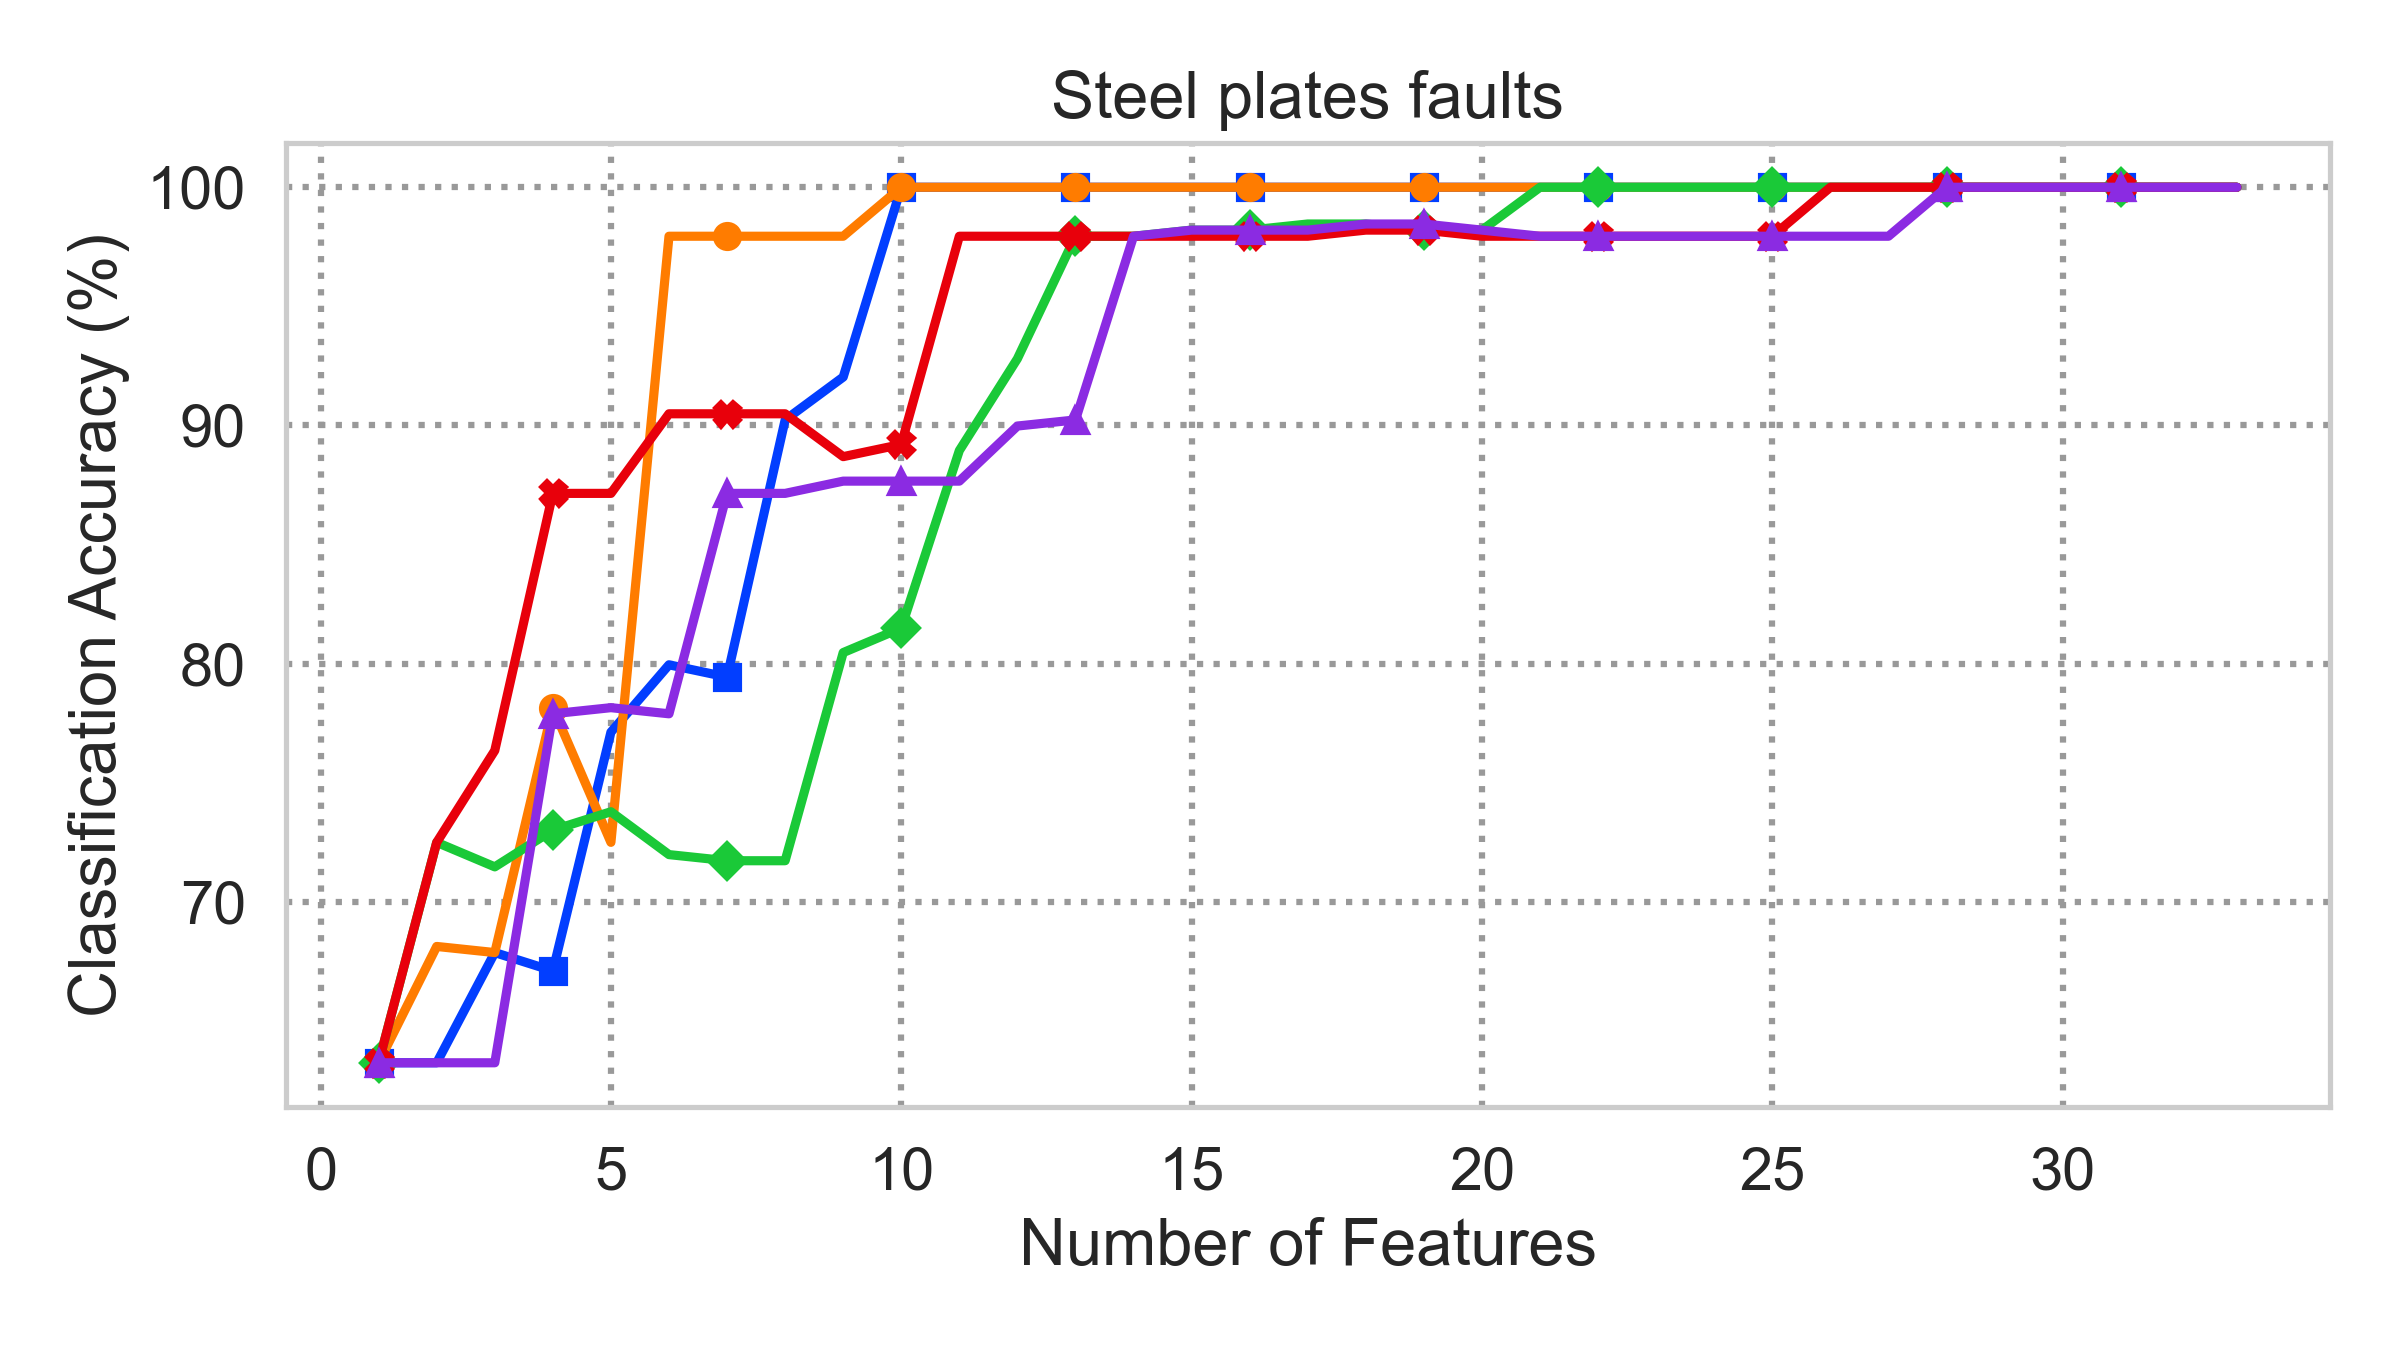 Steel plates faults
100
90
80
70
Classification Accuracy (%)
0 5 10 15 20 25 30
Number of Features